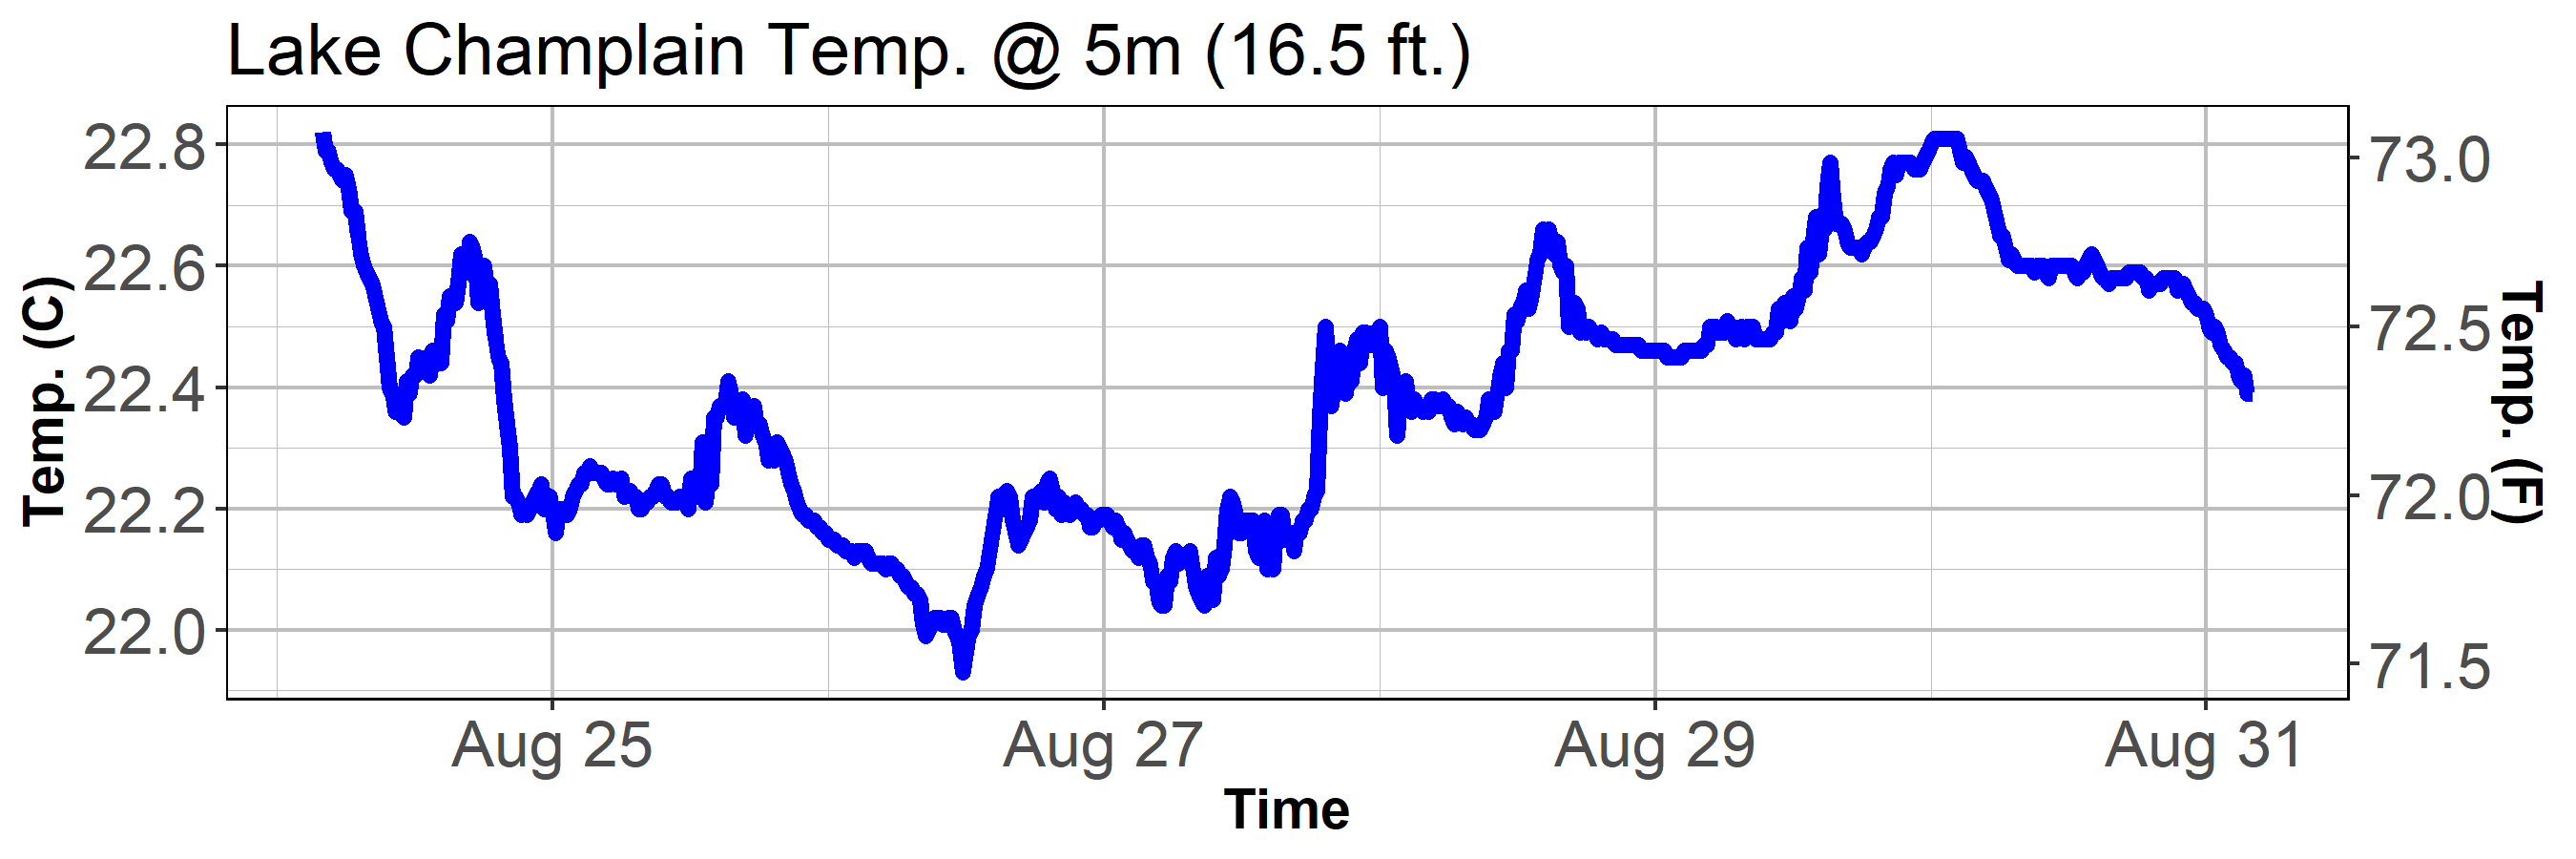 Lake Champlain Temp. @ 5m (16.5 ft.)
Temp. (C)
22.8
22.6
22.4
22.2
22.0
73.0
72.5
72.0
71.5
Temp. (F)
Aug 25
Aug 27
Aug 29
Aug 31
Time